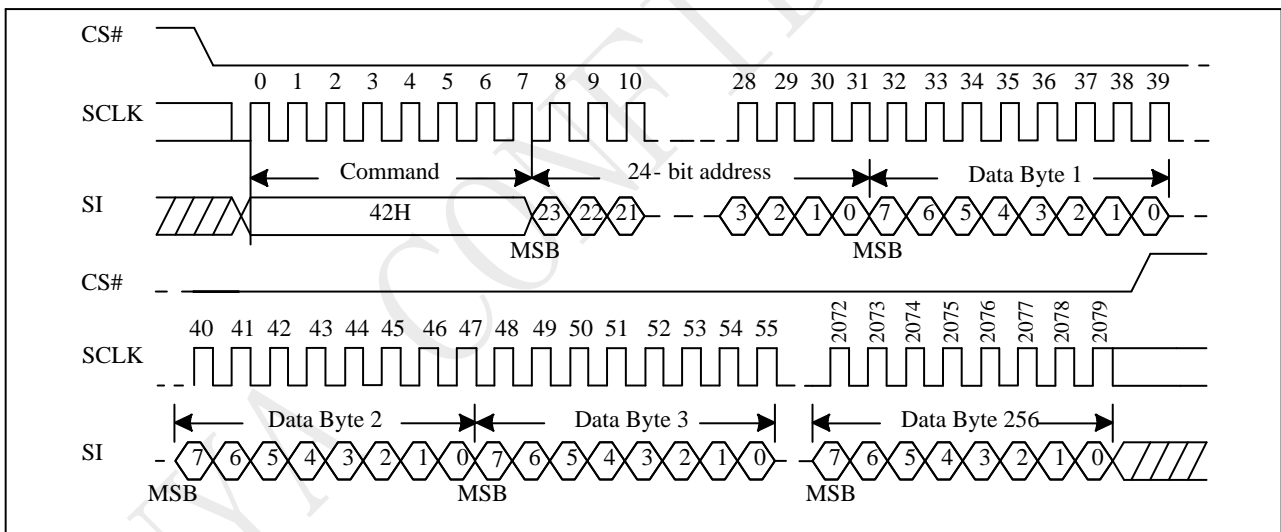 CS#
0 1 2 3 4 5 6 7 8 9 10 28 29 30 31 32 33 34 35 36 37 38 39
SCLK
Command 24- bit address Data Byte 1
SI 42H 23 22 21 3 2 1 0 7 6 5 4 3 2 1 0
MSB MSB
CS#
40 41 42 43 44 45 46 47 48 49 50 51 52 53 54 55 2072 2073 2074 2075 2076 2077 2078 2079
SCLK
Data Byte 2 Data Byte 3 Data Byte 256
SI 7 6 5 4 3 2 1 0 7 6 5 4 3 2 1 0 7 6 5 4 3 2 1 0
MSB MSB MSB